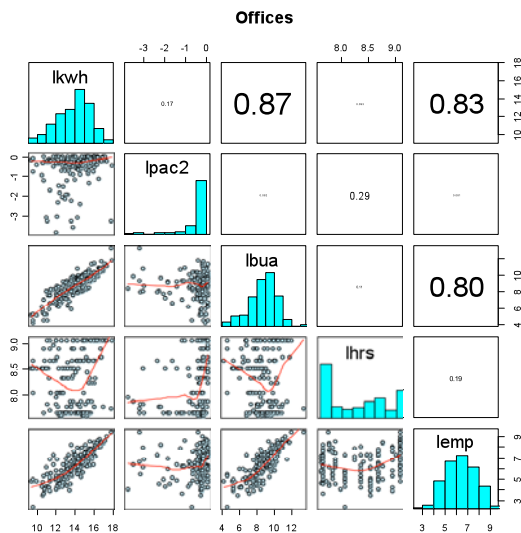 Offices
-3 -2 -1 0 8.0 8.5 9.0
lkwh 0.17 0.87 0.83
10 12 14 16 18
lpac2 0.29
-3 -2 -1 0
lbua 0.80
4 6 8 10
lhrs 0.19
8.0 9.0
lemp
3 5 7 9
10 12 14 16 18 4 6 8 10 12 3 5 7 9